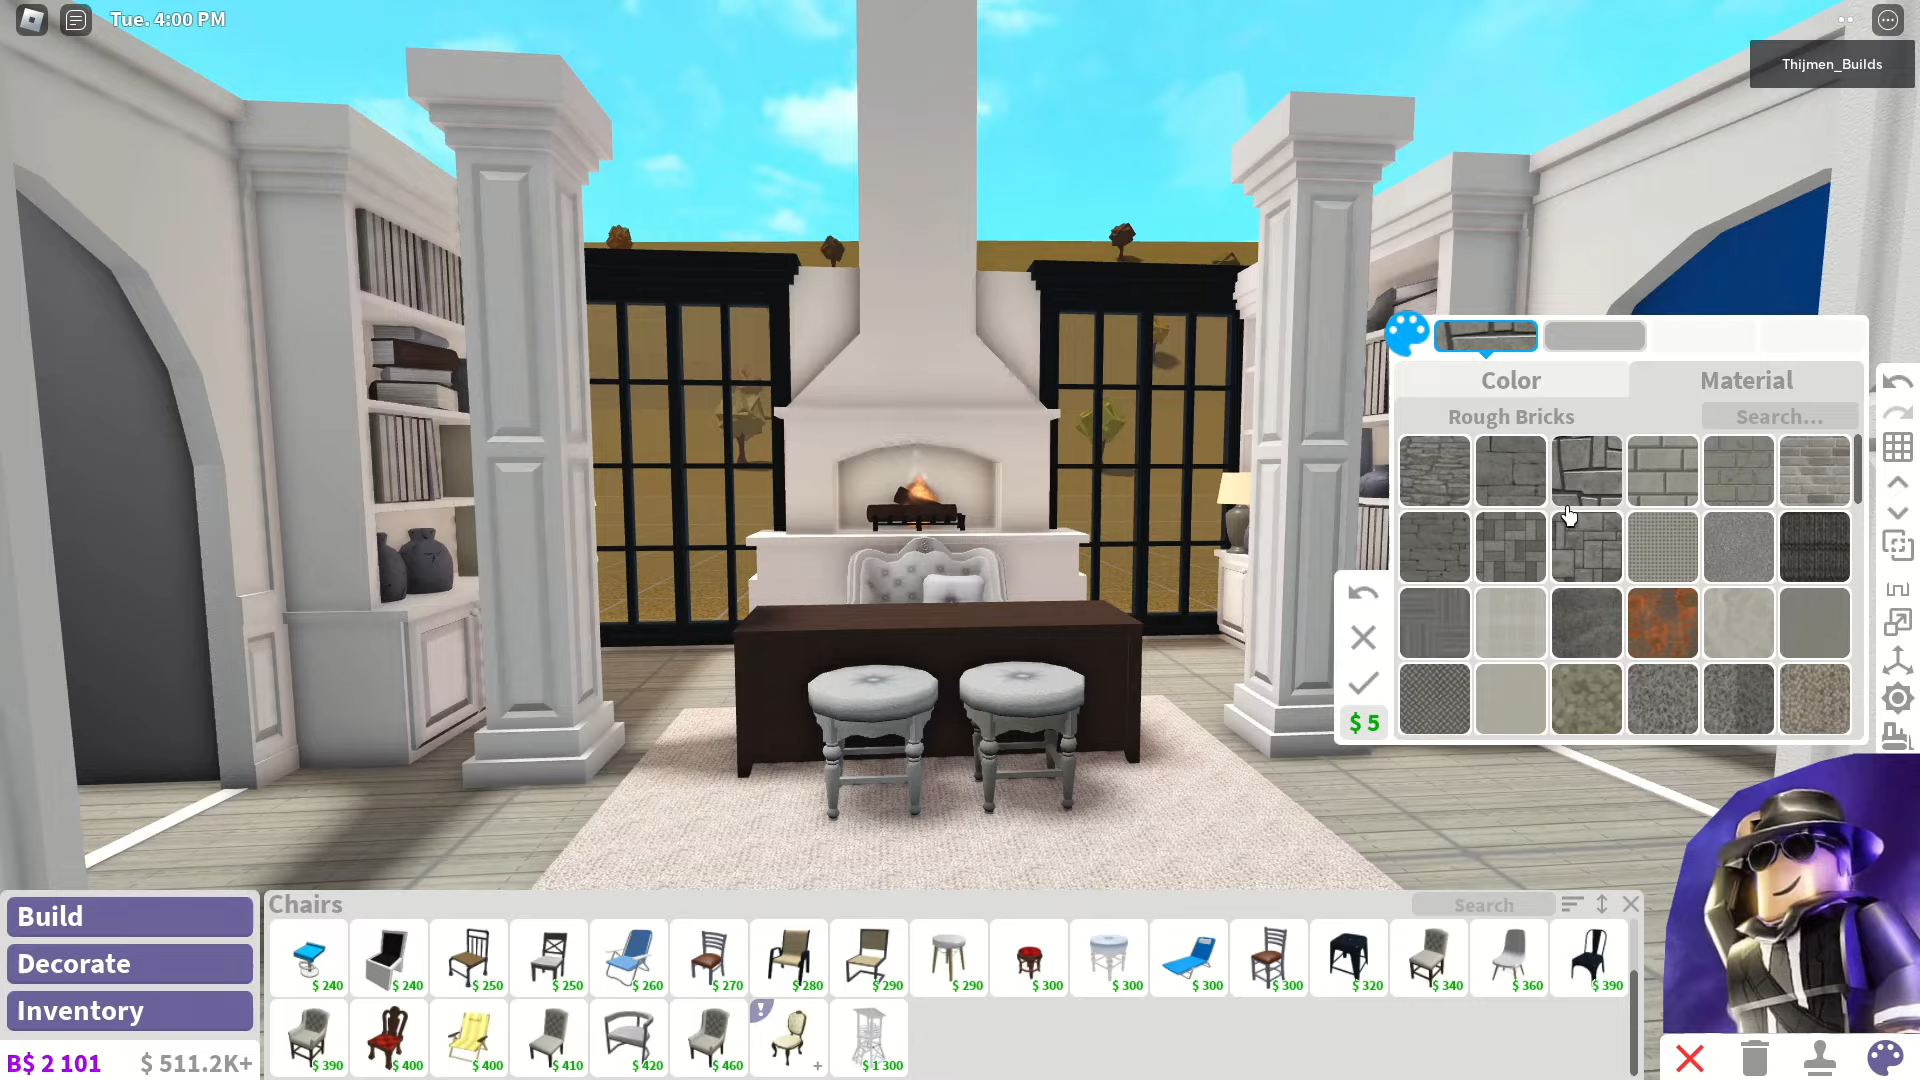 Tue. 4:00 PM
Thijmen_Builds
Color
Material
Rough Bricks
Search...
$ 5
Build
Decorate
Inventory
B$ 2 101
$ 511.2K+
Chairs
Search
$ 240
$ 240
$ 250
$ 250
$ 260
$ 270
$ 280
$ 290
$ 290
$ 300
$ 300
$ 300
$ 300
$ 320
$ 340
$ 360
$ 390
$ 390
$ 400
$ 400
$ 410
$ 420
$ 460
!
+
$ 1 300